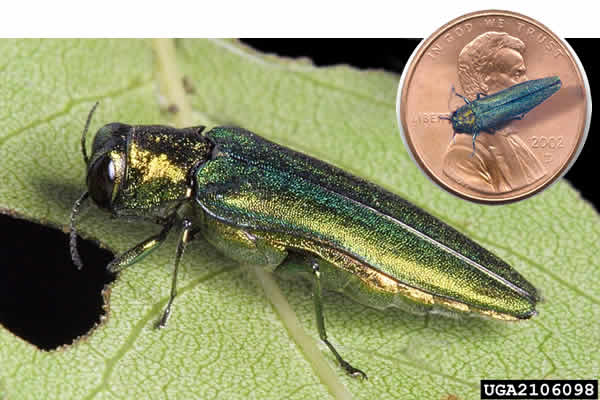 IN GOD WE TRUST
LIBERTY
2002
D
UGA2106098